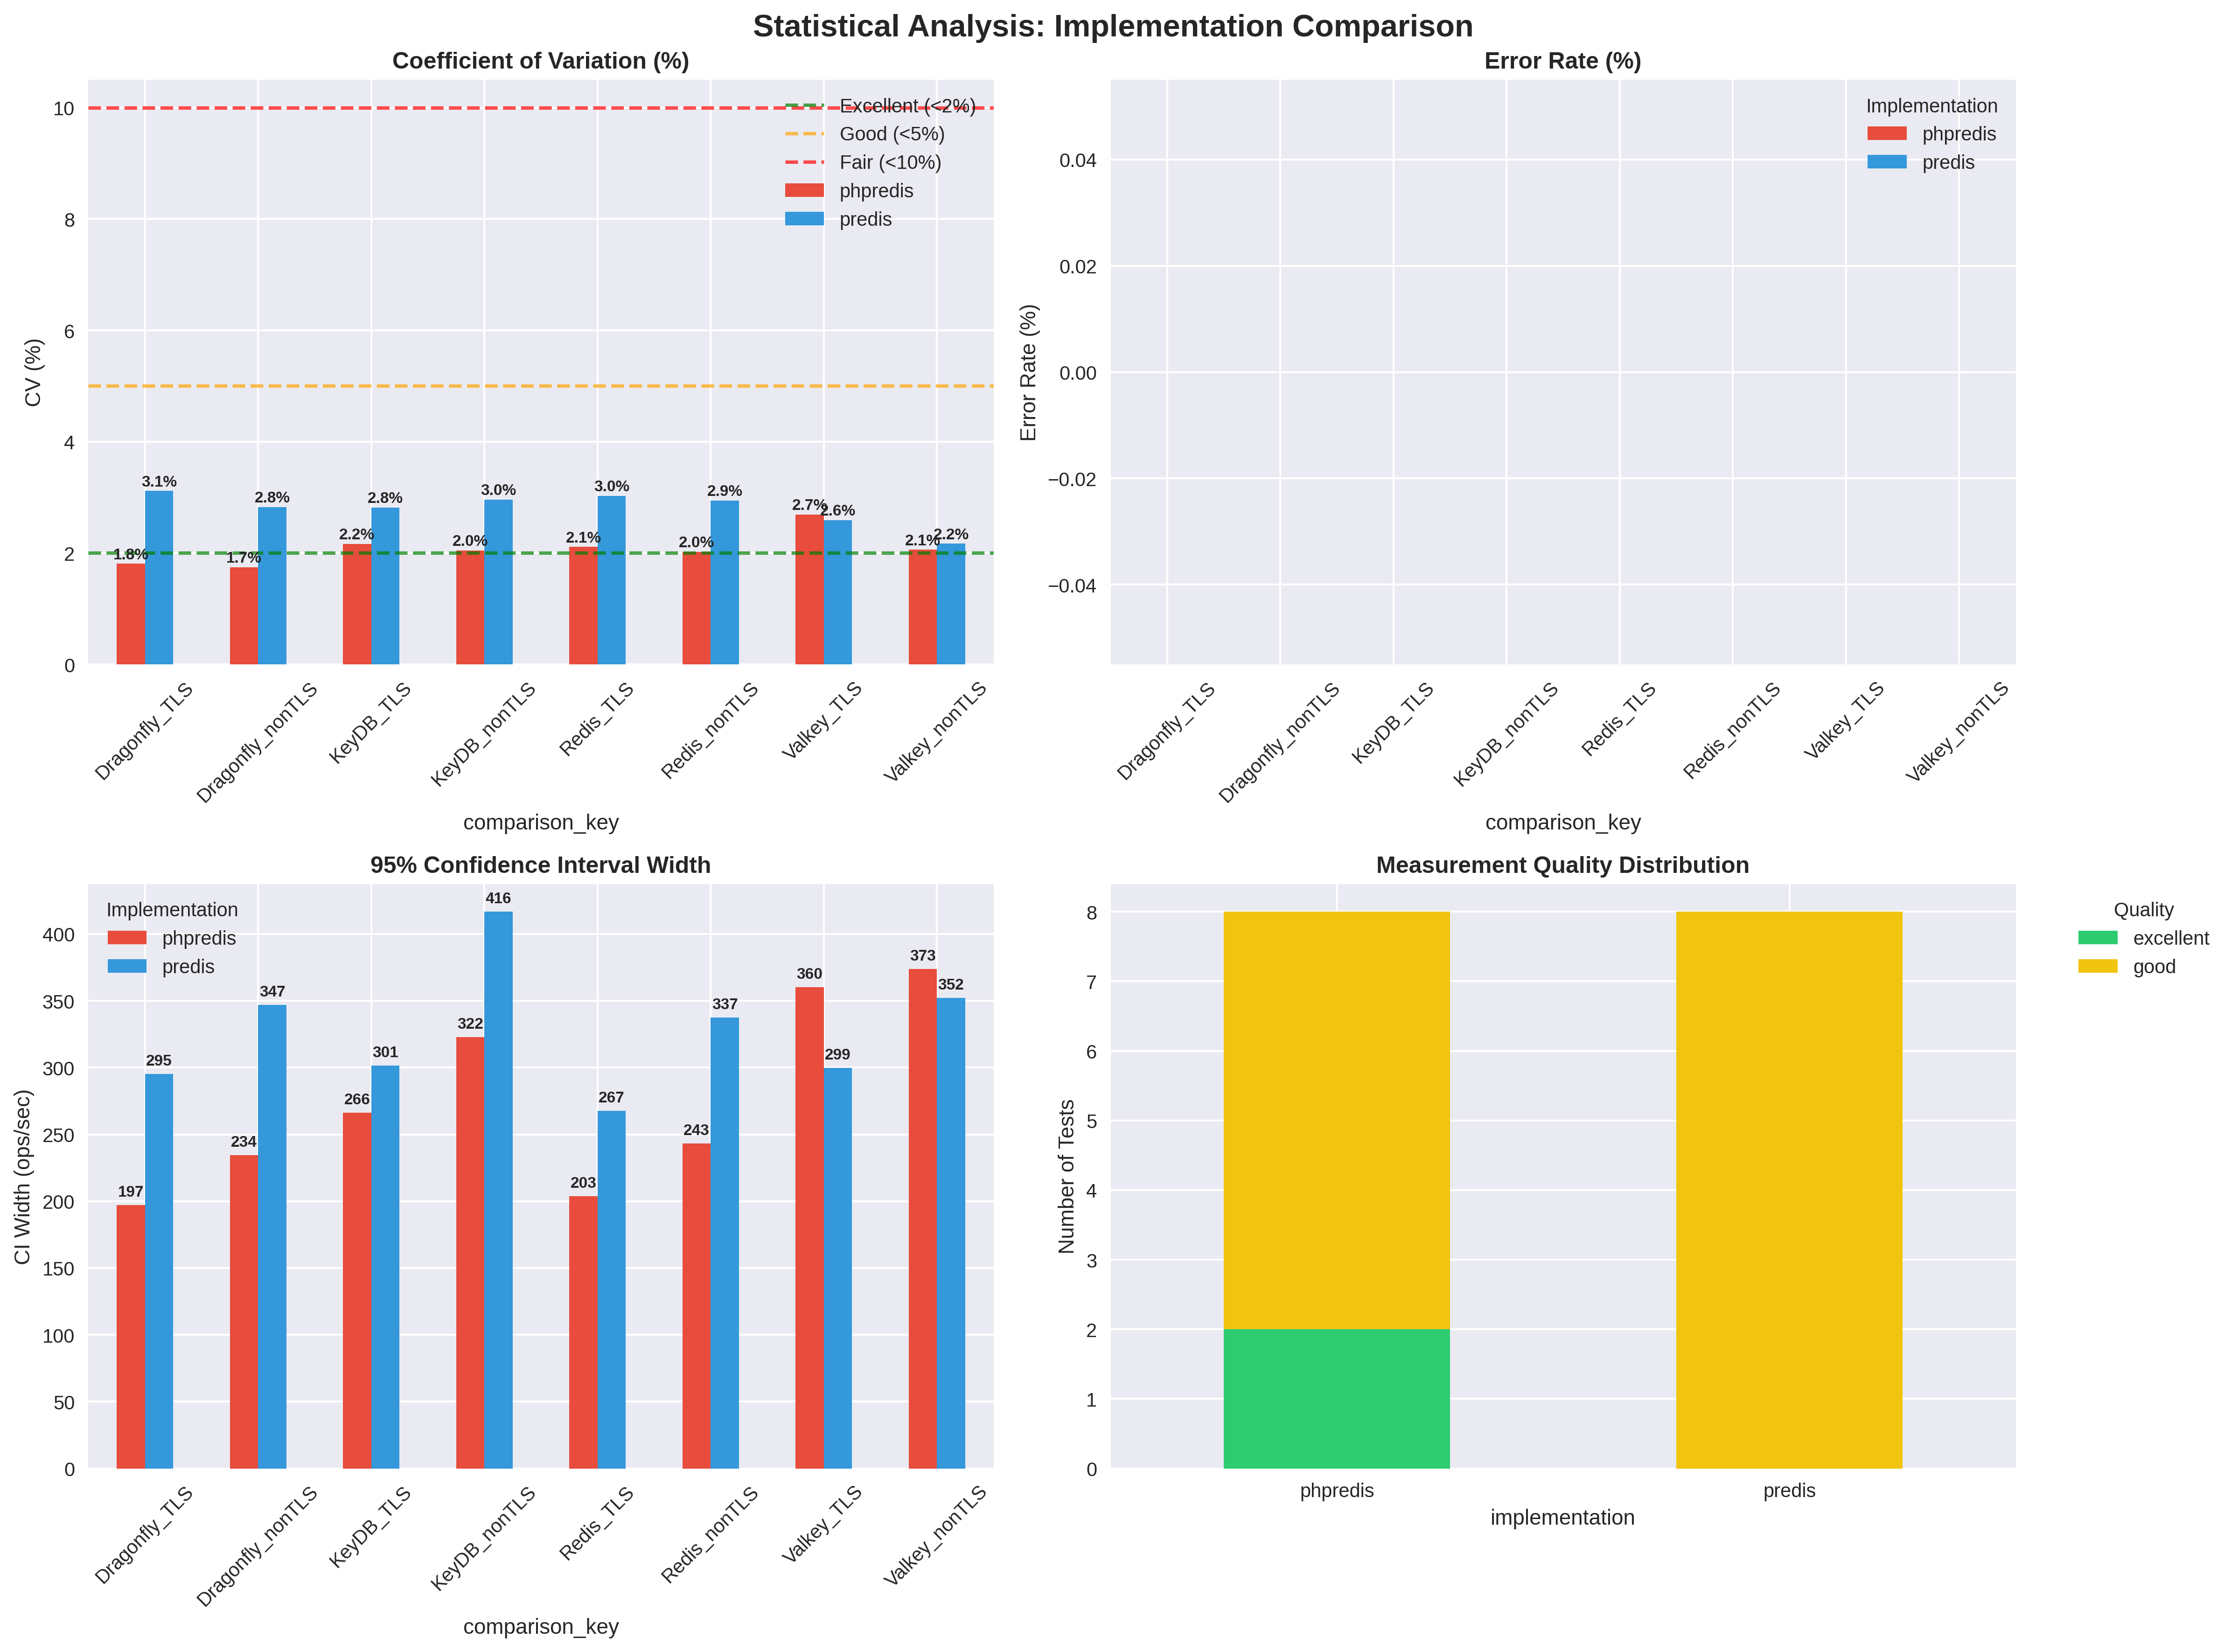 Statistical Analysis: Implementation Comparison
Coefficient of Variation (%)
CV (%)
10
8
6
4
2
0
Excellent (<2%)
Good (<5%)
Fair (<10%)
phpredis
predis
1.8%
3.1%
1.7%
2.8%
2.2%
2.8%
2.0%
3.0%
2.1%
3.0%
2.0%
2.9%
2.7%
2.6%
2.1%
2.2%
Dragonfly_TLS
Dragonfly_nonTLS
KeyDB_TLS
KeyDB_nonTLS
Redis_TLS
Redis_nonTLS
Valkey_TLS
Valkey_nonTLS
comparison_key
Error Rate (%)
Error Rate (%)
0.04
0.02
0.00
−0.02
−0.04
Implementation
phpredis
predis
Dragonfly_TLS
Dragonfly_nonTLS
KeyDB_TLS
KeyDB_nonTLS
Redis_TLS
Redis_nonTLS
Valkey_TLS
Valkey_nonTLS
comparison_key
95% Confidence Interval Width
CI Width (ops/sec)
400
350
300
250
200
150
100
50
0
Implementation
phpredis
predis
197
295
234
347
266
301
322
416
203
267
243
337
360
299
373
352
Dragonfly_TLS
Dragonfly_nonTLS
KeyDB_TLS
KeyDB_nonTLS
Redis_TLS
Redis_nonTLS
Valkey_TLS
Valkey_nonTLS
comparison_key
Measurement Quality Distribution
Number of Tests
8
7
6
5
4
3
2
1
0
phpredis
predis
implementation
Quality
excellent
good